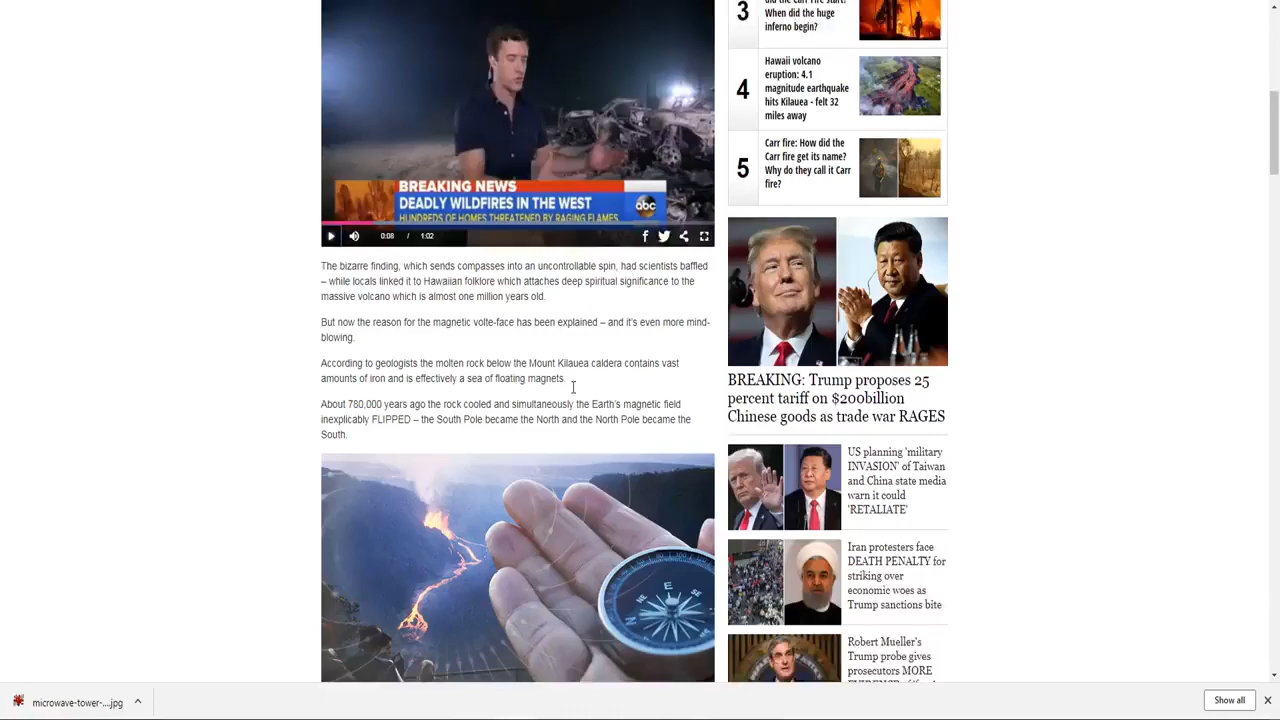 did the Carr Fire start?
3
When did the huge
inferno begin?
Hawaii volcano
eruption: 4.1
4
magnitude earthquake
hits Kilauea - felt 32
miles away
Carr fire: How did the
Carr fire get its name?
5
Why do they call it Carr
fire?
BREAKING NEWS
DEADLY WILDFIRES IN THE WEST
abc
HUNDREDS OF HOMES THREATENED BY RAGING FLAMES
0:08 / 1:02
The bizarre finding, which sends compasses into an uncontrollable spin, had scientists baffled
– while locals linked it to Hawaiian folklore which attaches deep spiritual significance to the
massive volcano which is almost one million years old.
But now the reason for the magnetic volte-face has been explained – and it's even more mind-
blowing.
According to geologists the molten rock below the Mount Kilauea caldera contains vast
amounts of iron and is effectively a sea of floating magnets.
About 780,000 years ago the rock cooled and simultaneously the Earth's magnetic field
inexplicably FLIPPED – the South Pole became the North and the North Pole became the
South.
BREAKING: Trump proposes 25
percent tariff on $200billion
Chinese goods as trade war RAGES
US planning 'military
INVASION' of Taiwan
and China state media
warn it could
'RETALIATE'
Iran protesters face
DEATH PENALTY for
striking over
economic woes as
Trump sanctions bite
Robert Mueller's
Trump probe gives
prosecutors MORE
NE
E
SE
microwave-tower-....jpg
Show all